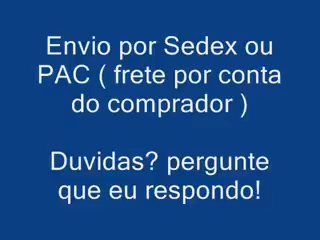 Envio por Sedex ou
PAC ( frete por conta
do comprador )
Duvidas? pergunte
que eu respondo!